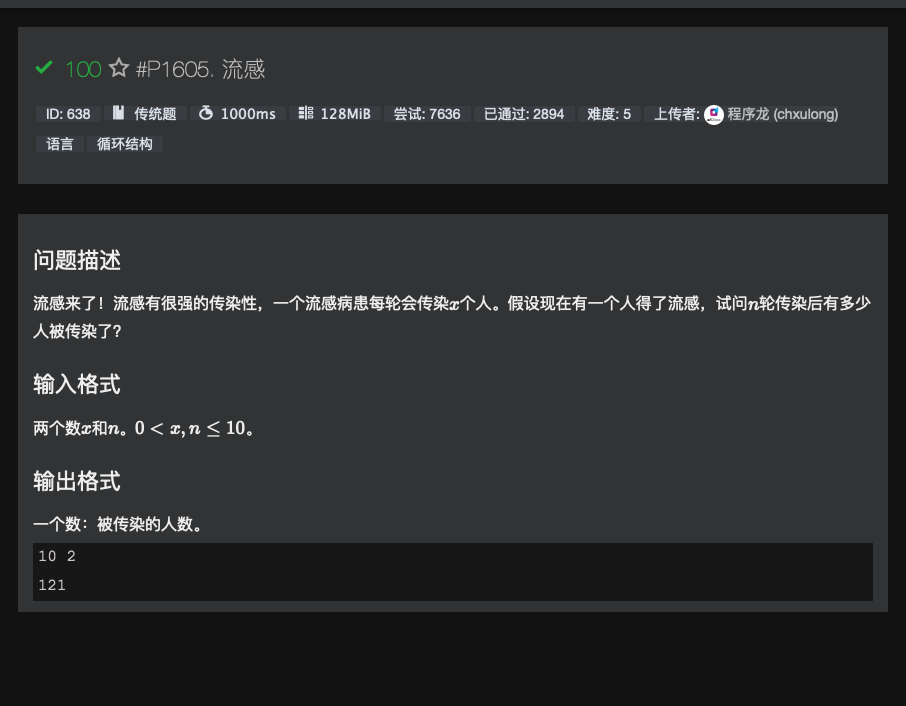 100 #P1605. 流感
ID: 638 传统题 1000ms 128MiB 尝试: 7636 已通过: 2894 难度: 5 上传者: 程序龙 (chxulong)
语言 循环结构
问题描述
流感来了！流感有很强的传染性，一个流感病患每轮会传染x个人。假设现在有一个人得了流感，试问n轮传染后有多少
人被传染了?
输入格式
两个数x和n。0 < x, n ≤ 10。
输出格式
一个数：被传染的人数。
10 2
121